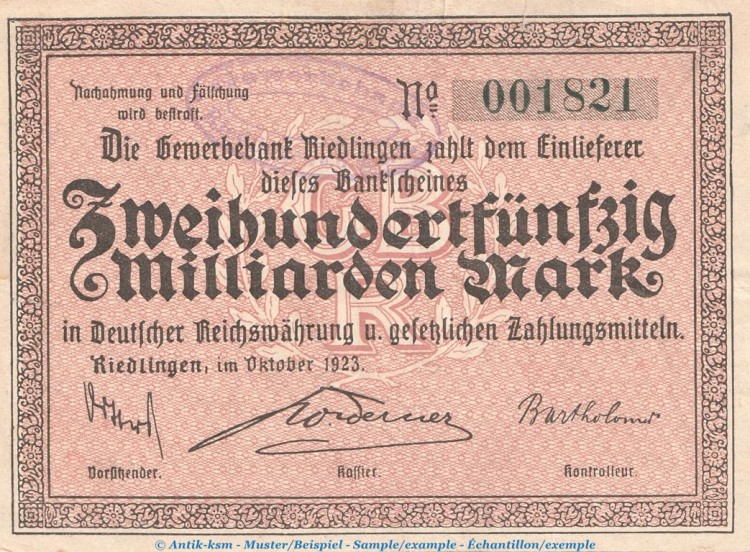 Nachahmung und Fälschung
wird bestraft.
No 001821
Die Gewerbebank Riedlingen zahlt dem Einlieferer
dieses Bankscheines
Zweihundertfünfzig
Milliarden Mark
in Deutscher Reichswährung u. gesetzlichen Zahlungsmitteln.
Riedlingen, im Oktober 1923.
GB
R
Bartholomä
Vorsitzender. Kassier. Kontrolleur.
© Antik-ksm - Muster/Beispiel - Sample/example - Échantillon/exemple